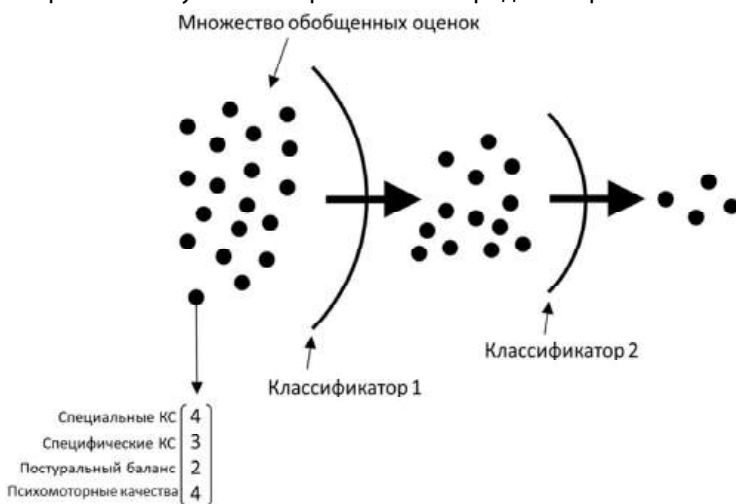 Множество обобщенных оценок
Классификатор 2
Классификатор 1
Специальные КС 4
Специфические КС 3
Постуральный баланс 2
Психомоторные качества 4